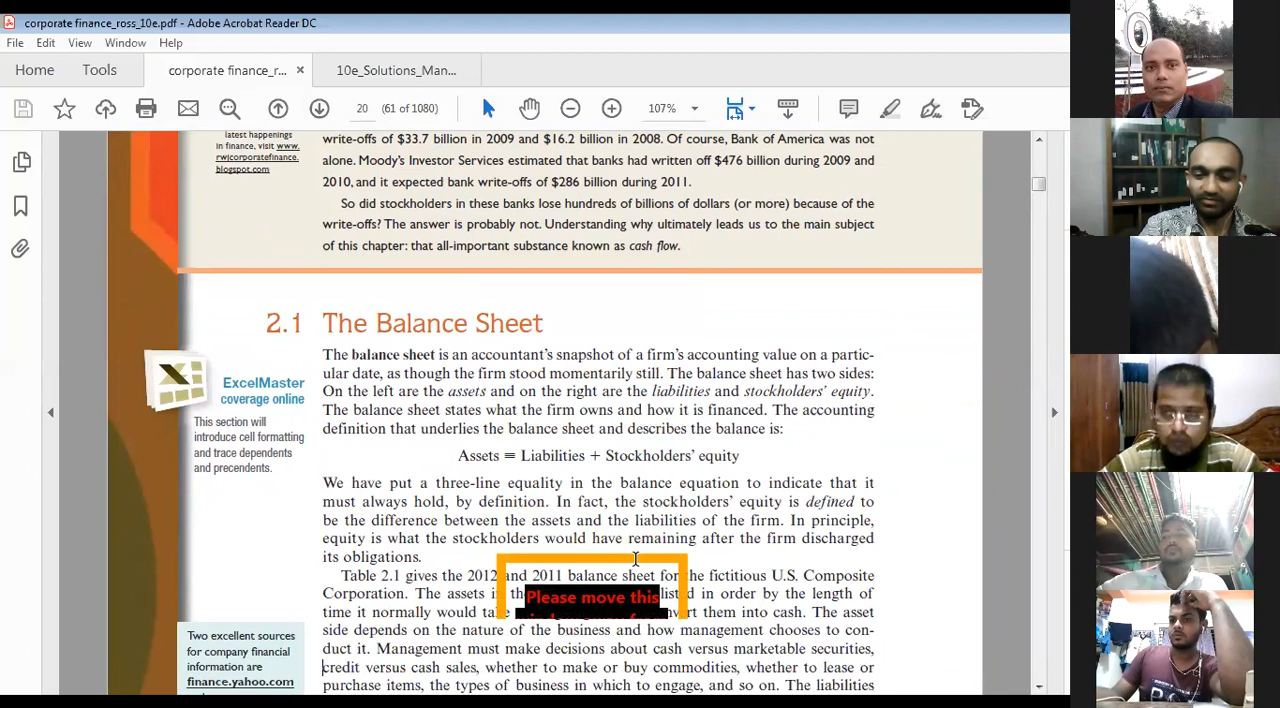 corporate finance_ross_10e.pdf - Adobe Acrobat Reader DC
File Edit View Window Help
Home Tools corporate finance_r... × 10e_Solutions_Man...
20 (61 of 1080) 107%
latest happenings
in finance, visit www.
rwjcorporatefinance.
blogspot.com
write-offs of $33.7 billion in 2009 and $16.2 billion in 2008. Of course, Bank of America was not
alone. Moody's Investor Services estimated that banks had written off $476 billion during 2009 and
2010, and it expected bank write-offs of $286 billion during 2011.
So did stockholders in these banks lose hundreds of billions of dollars (or more) because of the
write-offs? The answer is probably not. Understanding why ultimately leads us to the main subject
of this chapter: that all-important substance known as cash flow.
2.1 The Balance Sheet
ExcelMaster
coverage online
This section will
introduce cell formatting
and trace dependents
and precendents.
The balance sheet is an accountant's snapshot of a firm's accounting value on a partic-
ular date, as though the firm stood momentarily still. The balance sheet has two sides:
On the left are the assets and on the right are the liabilities and stockholders' equity.
The balance sheet states what the firm owns and how it is financed. The accounting
definition that underlies the balance sheet and describes the balance is:
Assets ≡ Liabilities + Stockholders' equity
We have put a three-line equality in the balance equation to indicate that it
must always hold, by definition. In fact, the stockholders' equity is defined to
be the difference between the assets and the liabilities of the firm. In principle,
equity is what the stockholders would have remaining after the firm discharged
its obligations.
Table 2.1 gives the 2012 and 2011 balance sheet for the fictitious U.S. Composite
Corporation. The assets in listed in order by the length of
Please move this
time it normally would them into cash. The asset
side depends on the nature of the business and how management chooses to con-
duct it. Management must make decisions about cash versus marketable securities,
credit versus cash sales, whether to make or buy commodities, whether to lease or
purchase items, the types of business in which to engage, and so on. The liabilities
Two excellent sources
for company financial
information are
finance.yahoo.com